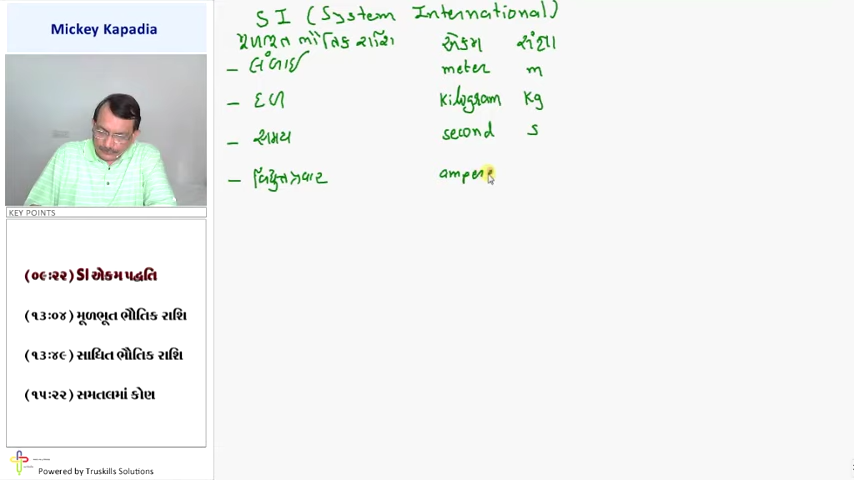 Mickey Kapadia
KEY POINTS
(૦૯:૨૨) SI એકમ પદ્ધતિ
(૧૩:૦૪) મૂળભૂત ભૌતિક રાશિ
(૧૩:૪૯) સાધિત ભૌતિક રાશિ
(૧૫:૨૨) સમતલમાં કોણ
Powered by Truskills Solutions
SI (System International)
મૂળભૂત ભૌતિક રાશિ એકમ સંજ્ઞા
- લંબાઈ meter m
- દળ kilogram kg
- સમય second s
- વિદ્યુતપ્રવાહ ampere